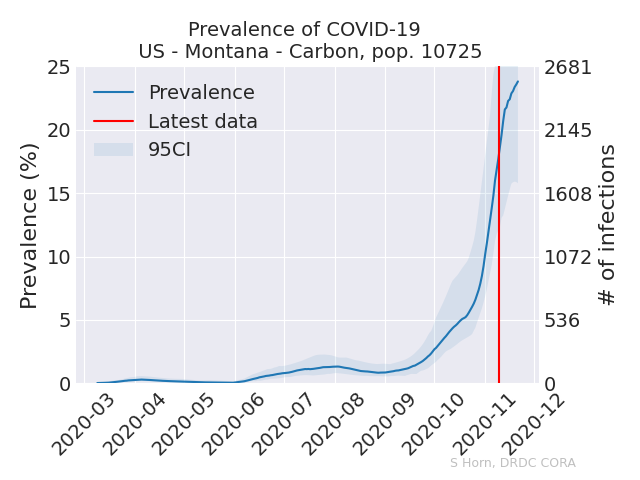 Prevalence of COVID-19
US - Montana - Carbon, pop. 10725
Prevalence (%)
25
20
15
10
5
0
Prevalence
Latest data
95CI
2681
2145
1608
1072
536
0
# of infections
2020-03
2020-04
2020-05
2020-06
2020-07
2020-08
2020-09
2020-10
2020-11
2020-12
S Horn, DRDC CORA